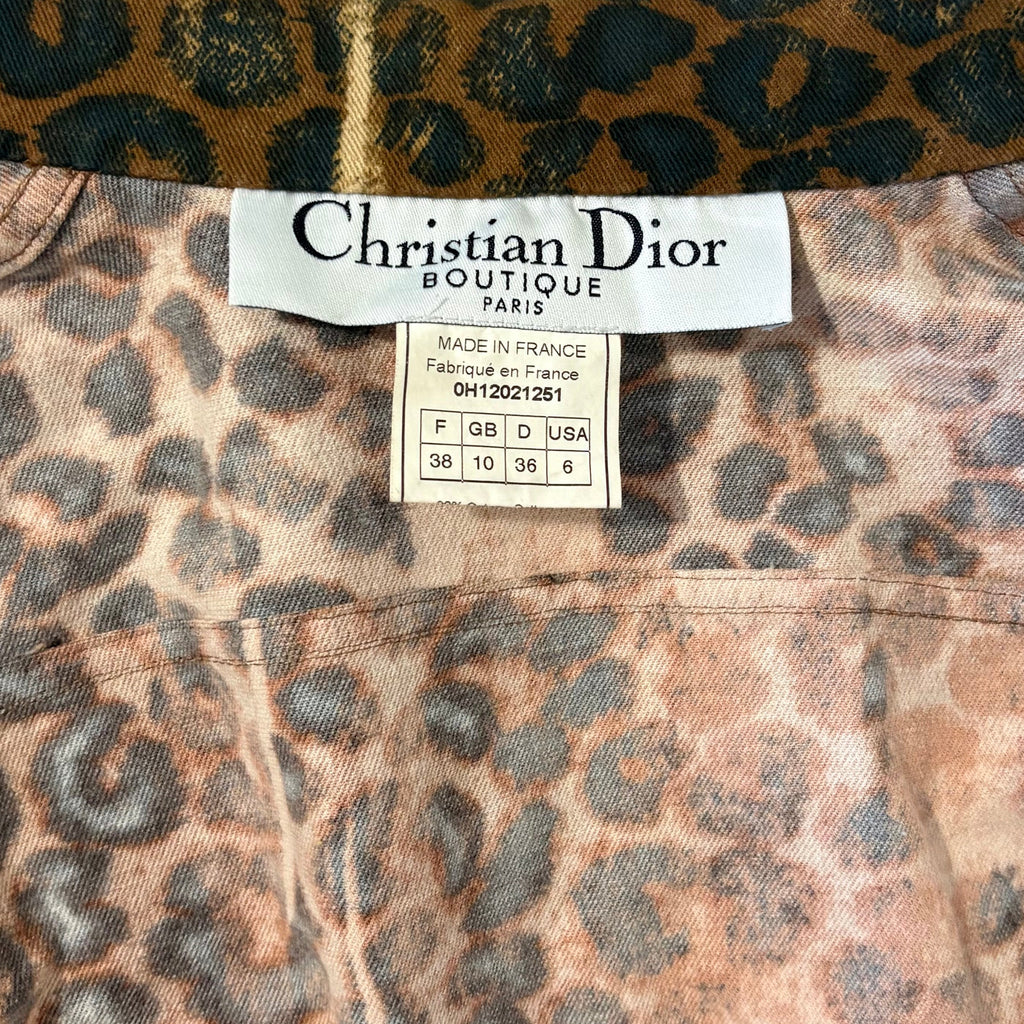 Christian Dior
BOUTIQUE
PARIS
MADE IN FRANCE
Fabriqué en France
0H12021251
F GB D USA
38 10 36 6